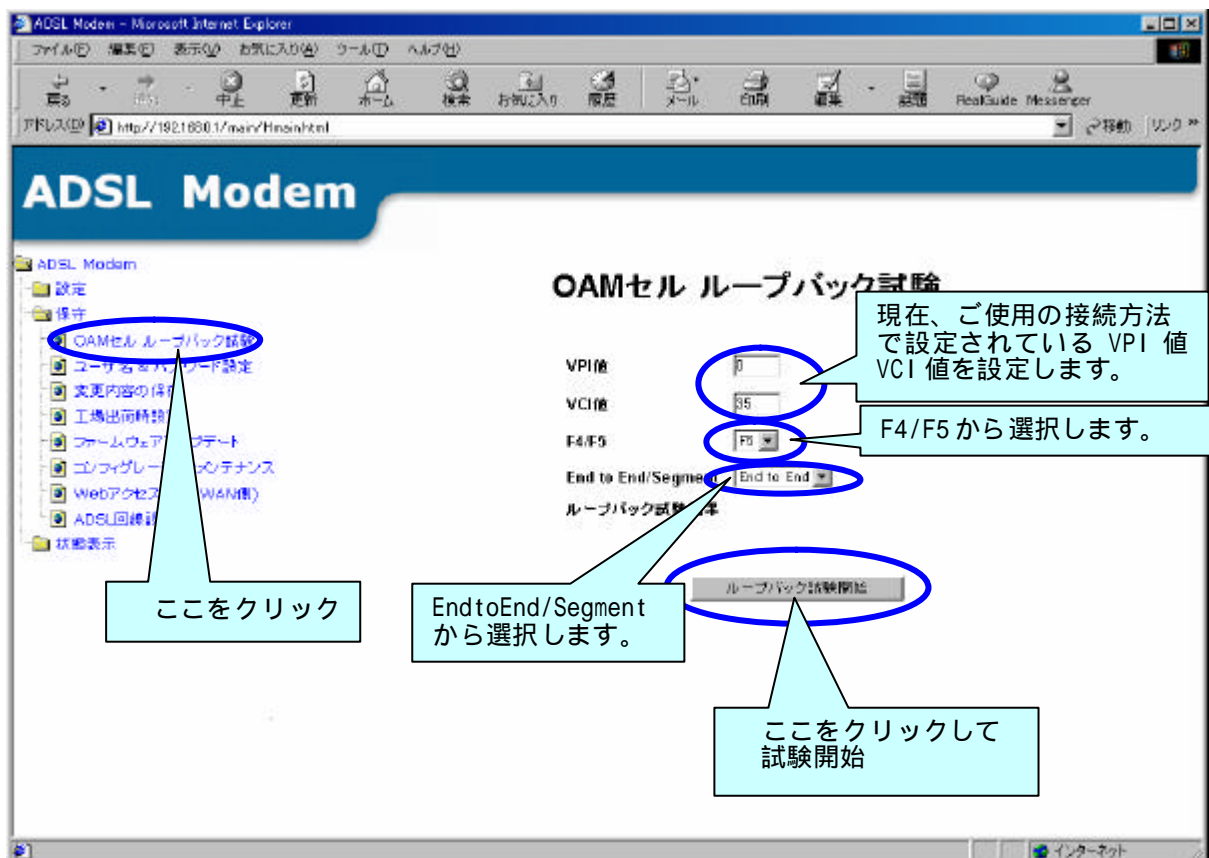 ADSL Modem - Microsoft Internet Explorer
ファイル(F) 編集(E) 表示(V) お気に入り(A) ツール(T) ヘルプ(H)
戻る 中止 更新 ホーム 検索 お気に入り 履歴 メール 印刷 編集 話題 RealGuide Messenger
アドレス(D) http://192.168.0.1/main/Hmain.html 移動 リンク »
ADSL Modem
ADSL Modem
設定
保守
OAMセル ループバック試験
ユーザ名 & パスワード設定
変更内容の保
工場出荷時設
ファームウェア プデート
コンフィグレー メンテナンス
Webアクセス WAN側)
ADSL回線
状態表示
OAMセル ループバック試験
VPI値 0
VCI値 35
F4/F5 F5
End to End/Segment End to End
ループバック試験結果
ループバック試験開始
現在、ご使用の接続方法
で設定されている VPI 値
VCI 値を設定します。
F4/F5 から選択します。
EndtoEnd/Segment
から選択します。
ここをクリック
ここをクリックして
試験開始
インターネット